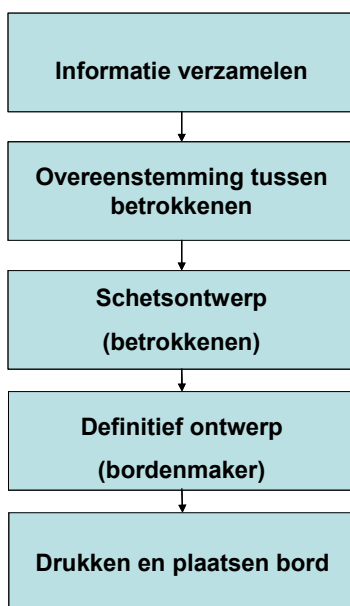 Informatie verzamelen
Overeenstemming tussen
betrokkenen
Schetsontwerp
(betrokkenen)
Definitief ontwerp
(bordenmaker)
Drukken en plaatsen bord